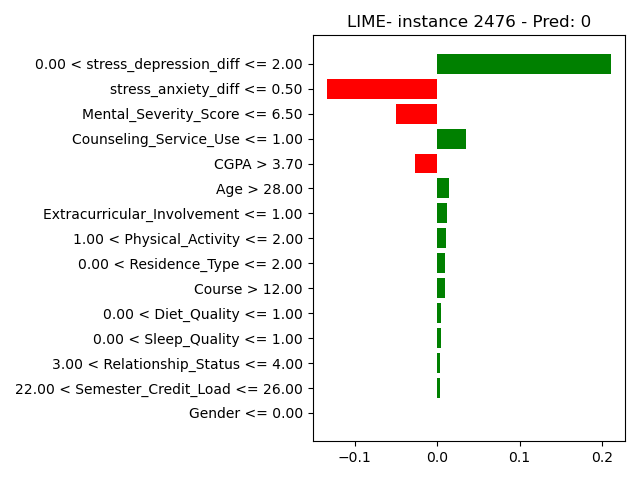 LIME- instance 2476 - Pred: 0
0.00 < stress_depression_diff <= 2.00
stress_anxiety_diff <= 0.50
Mental_Severity_Score <= 6.50
Counseling_Service_Use <= 1.00
CGPA > 3.70
Age > 28.00
Extracurricular_Involvement <= 1.00
1.00 < Physical_Activity <= 2.00
0.00 < Residence_Type <= 2.00
Course > 12.00
0.00 < Diet_Quality <= 1.00
0.00 < Sleep_Quality <= 1.00
3.00 < Relationship_Status <= 4.00
22.00 < Semester_Credit_Load <= 26.00
Gender <= 0.00
−0.1 0.0 0.1 0.2